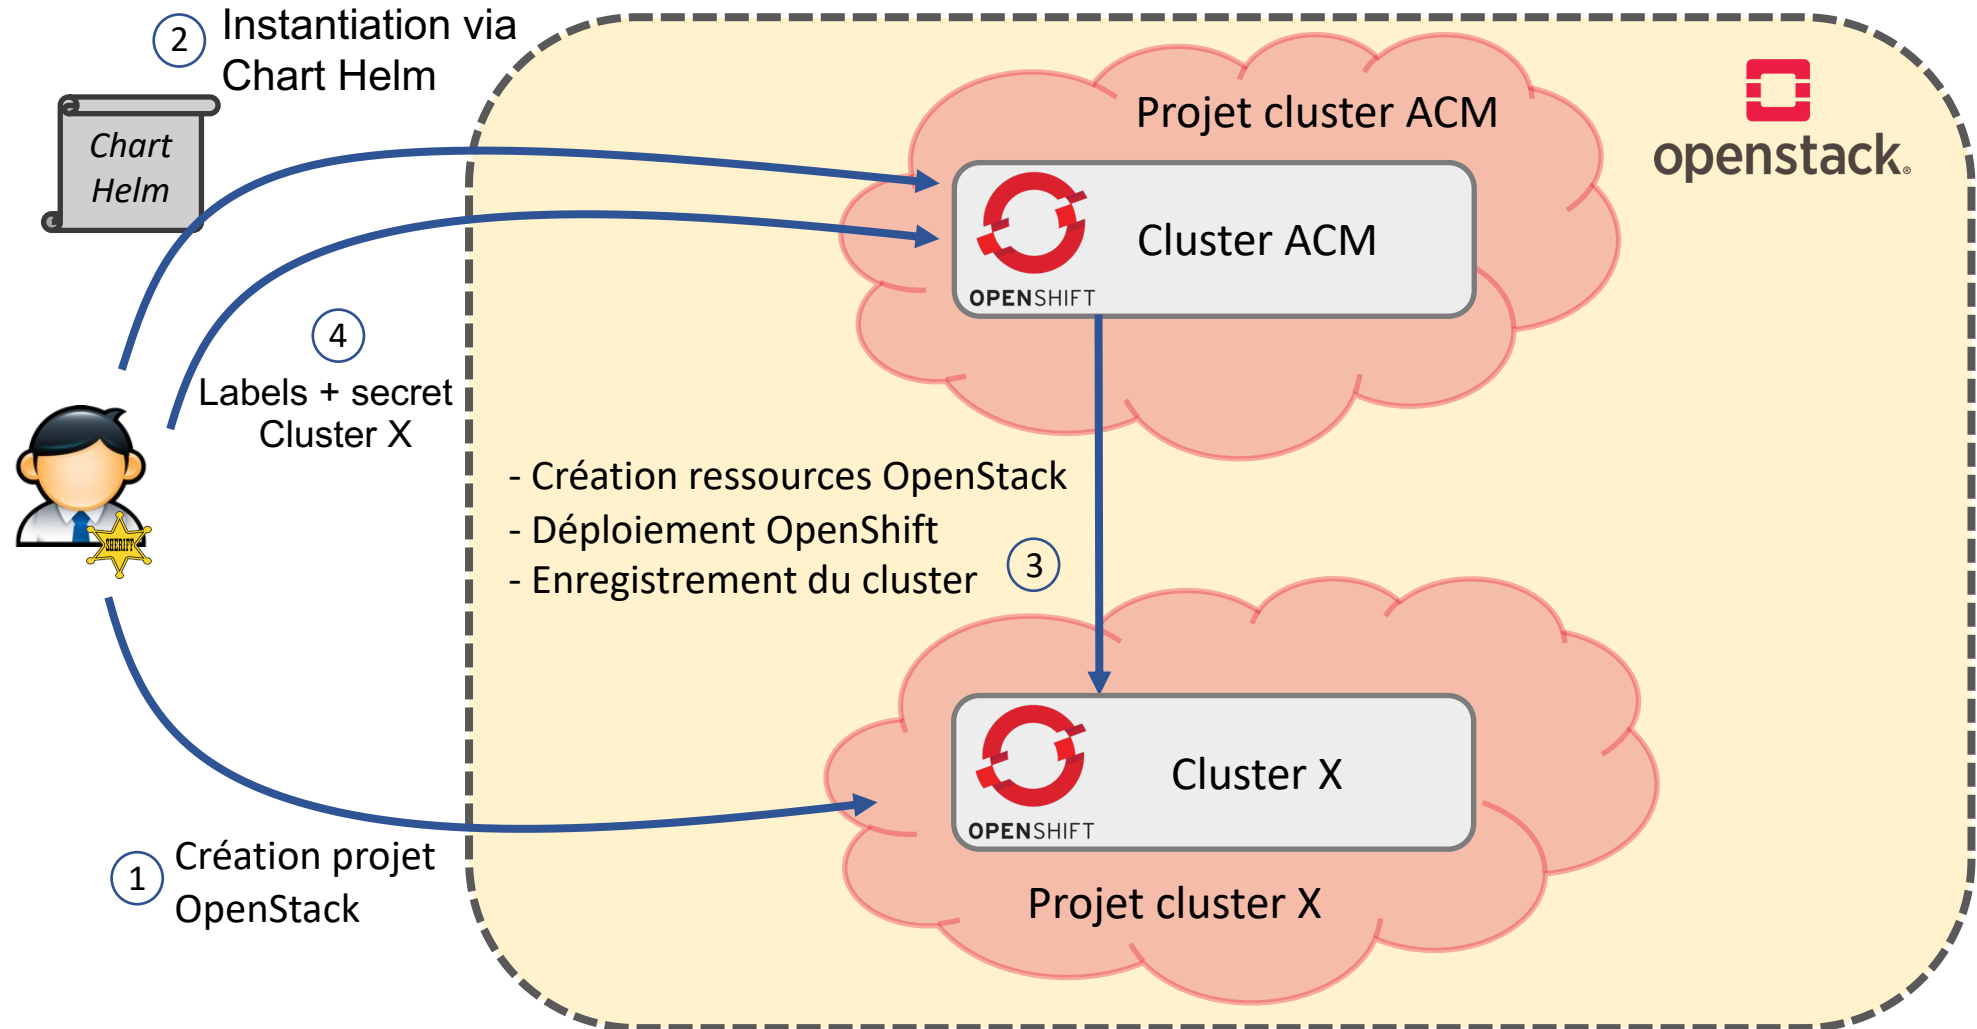 2
Instantiation via
Chart Helm
Chart
Helm
Projet cluster ACM
openstack.
OPENSHIFT
Cluster ACM
4
Labels + secret
Cluster X
SHERIFF
- Création ressources OpenStack
- Déploiement OpenShift
- Enregistrement du cluster
3
OPENSHIFT
Cluster X
Projet cluster X
1
Création projet
OpenStack